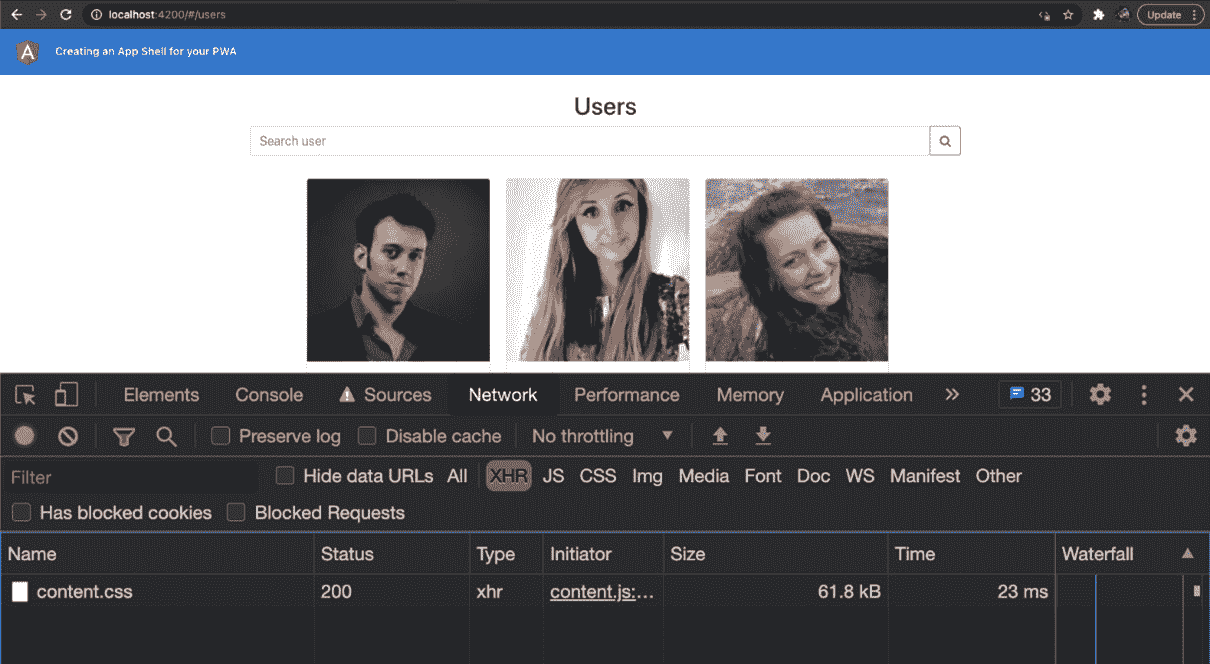 localhost:4200/#/users Update
Creating an App Shell for your PWA
Users
Search user
Elements Console Sources Network Performance Memory Application » 33
Preserve log Disable cache No throttling
Filter Hide data URLs All XHR JS CSS Img Media Font Doc WS Manifest Other
Has blocked cookies Blocked Requests
Name Status Type Initiator Size Time Waterfall
content.css 200 xhr content.js:... 61.8 kB 23 ms